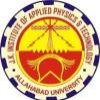 J.K. INSTITUTE OF APPLIED PHYSICS & TECHNOLOGY
ALLAHABAD UNIVERSITY